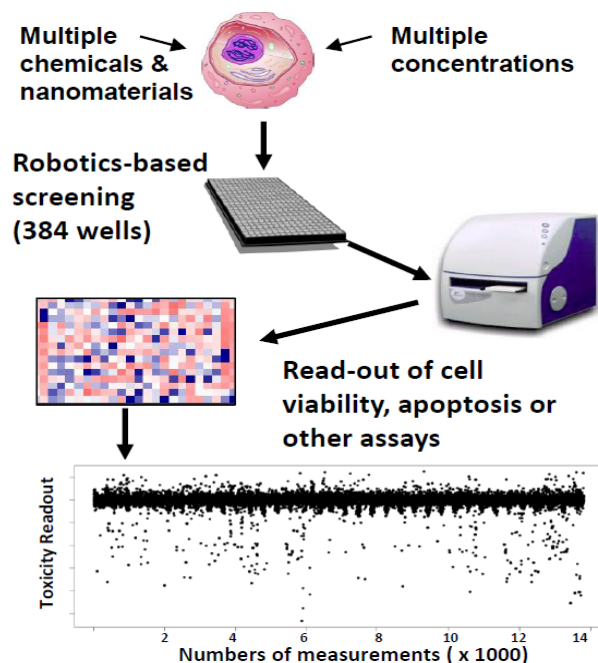 Multiple
chemicals &
nanomaterials
Multiple
concentrations
Robotics-based
screening
(384 wells)
Read-out of cell
viability, apoptosis or
other assays
Toxicity Readout
2 4 6 8 10 12 14
Numbers of measurements ( x 1000)